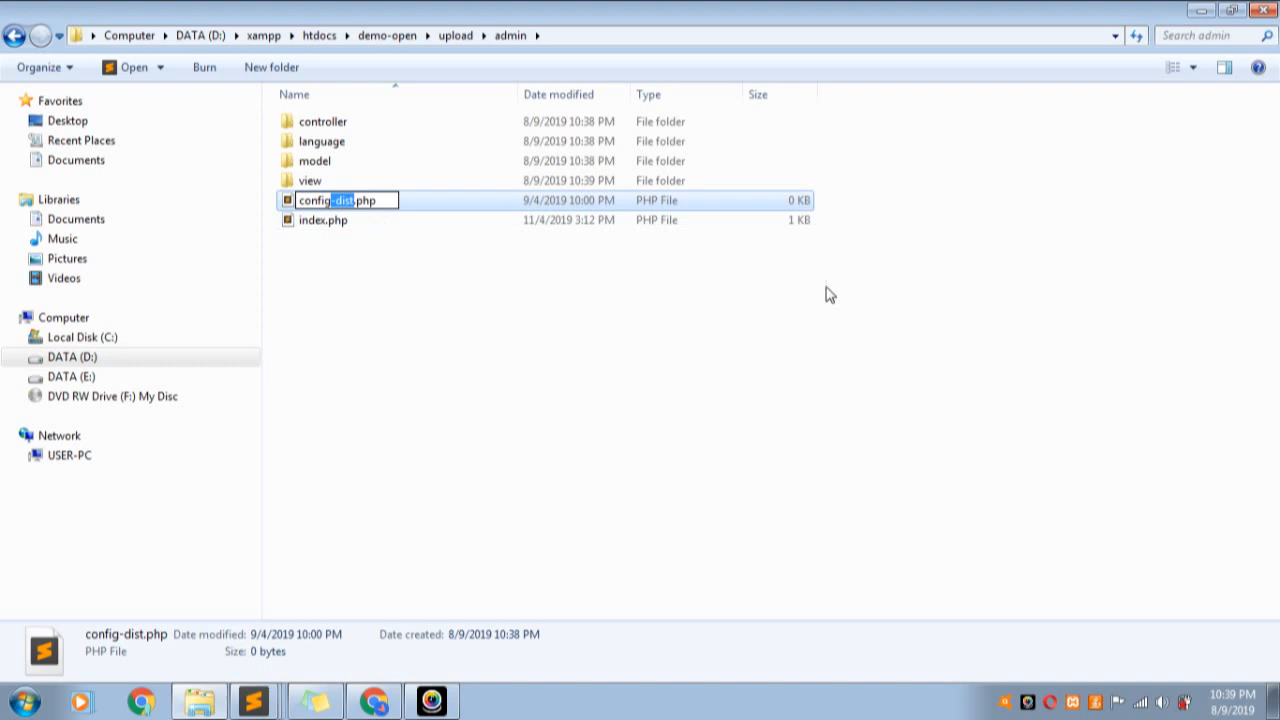 Computer DATA (D:) xampp htdocs demo-open upload admin Search admin
Organize Open Burn New folder
Name Date modified Type Size
Favorites
Desktop
Recent Places
Documents
Libraries
Documents
Music
Pictures
Videos
Computer
Local Disk (C:)
DATA (D:)
DATA (E:)
DVD RW Drive (F:) My Disc
Network
USER-PC
controller 8/9/2019 10:38 PM File folder
language 8/9/2019 10:38 PM File folder
model 8/9/2019 10:38 PM File folder
view 8/9/2019 10:39 PM File folder
config-dist.php 9/4/2019 10:00 PM PHP File 0 KB
index.php 11/4/2019 3:12 PM PHP File 1 KB
config-dist.php Date modified: 9/4/2019 10:00 PM Date created: 8/9/2019 10:38 PM
PHP File Size: 0 bytes
10:39 PM
8/9/2019